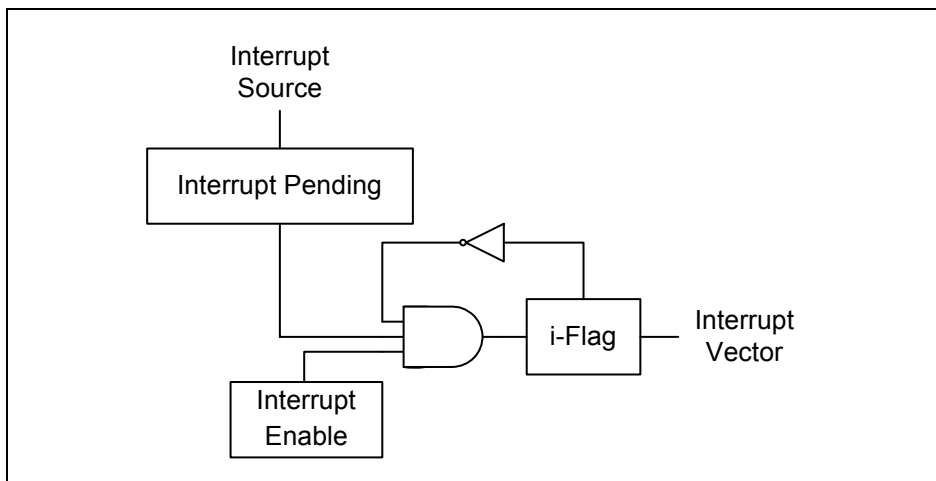 Interrupt
Source
Interrupt Pending
i-Flag
Interrupt
Vector
Interrupt
Enable